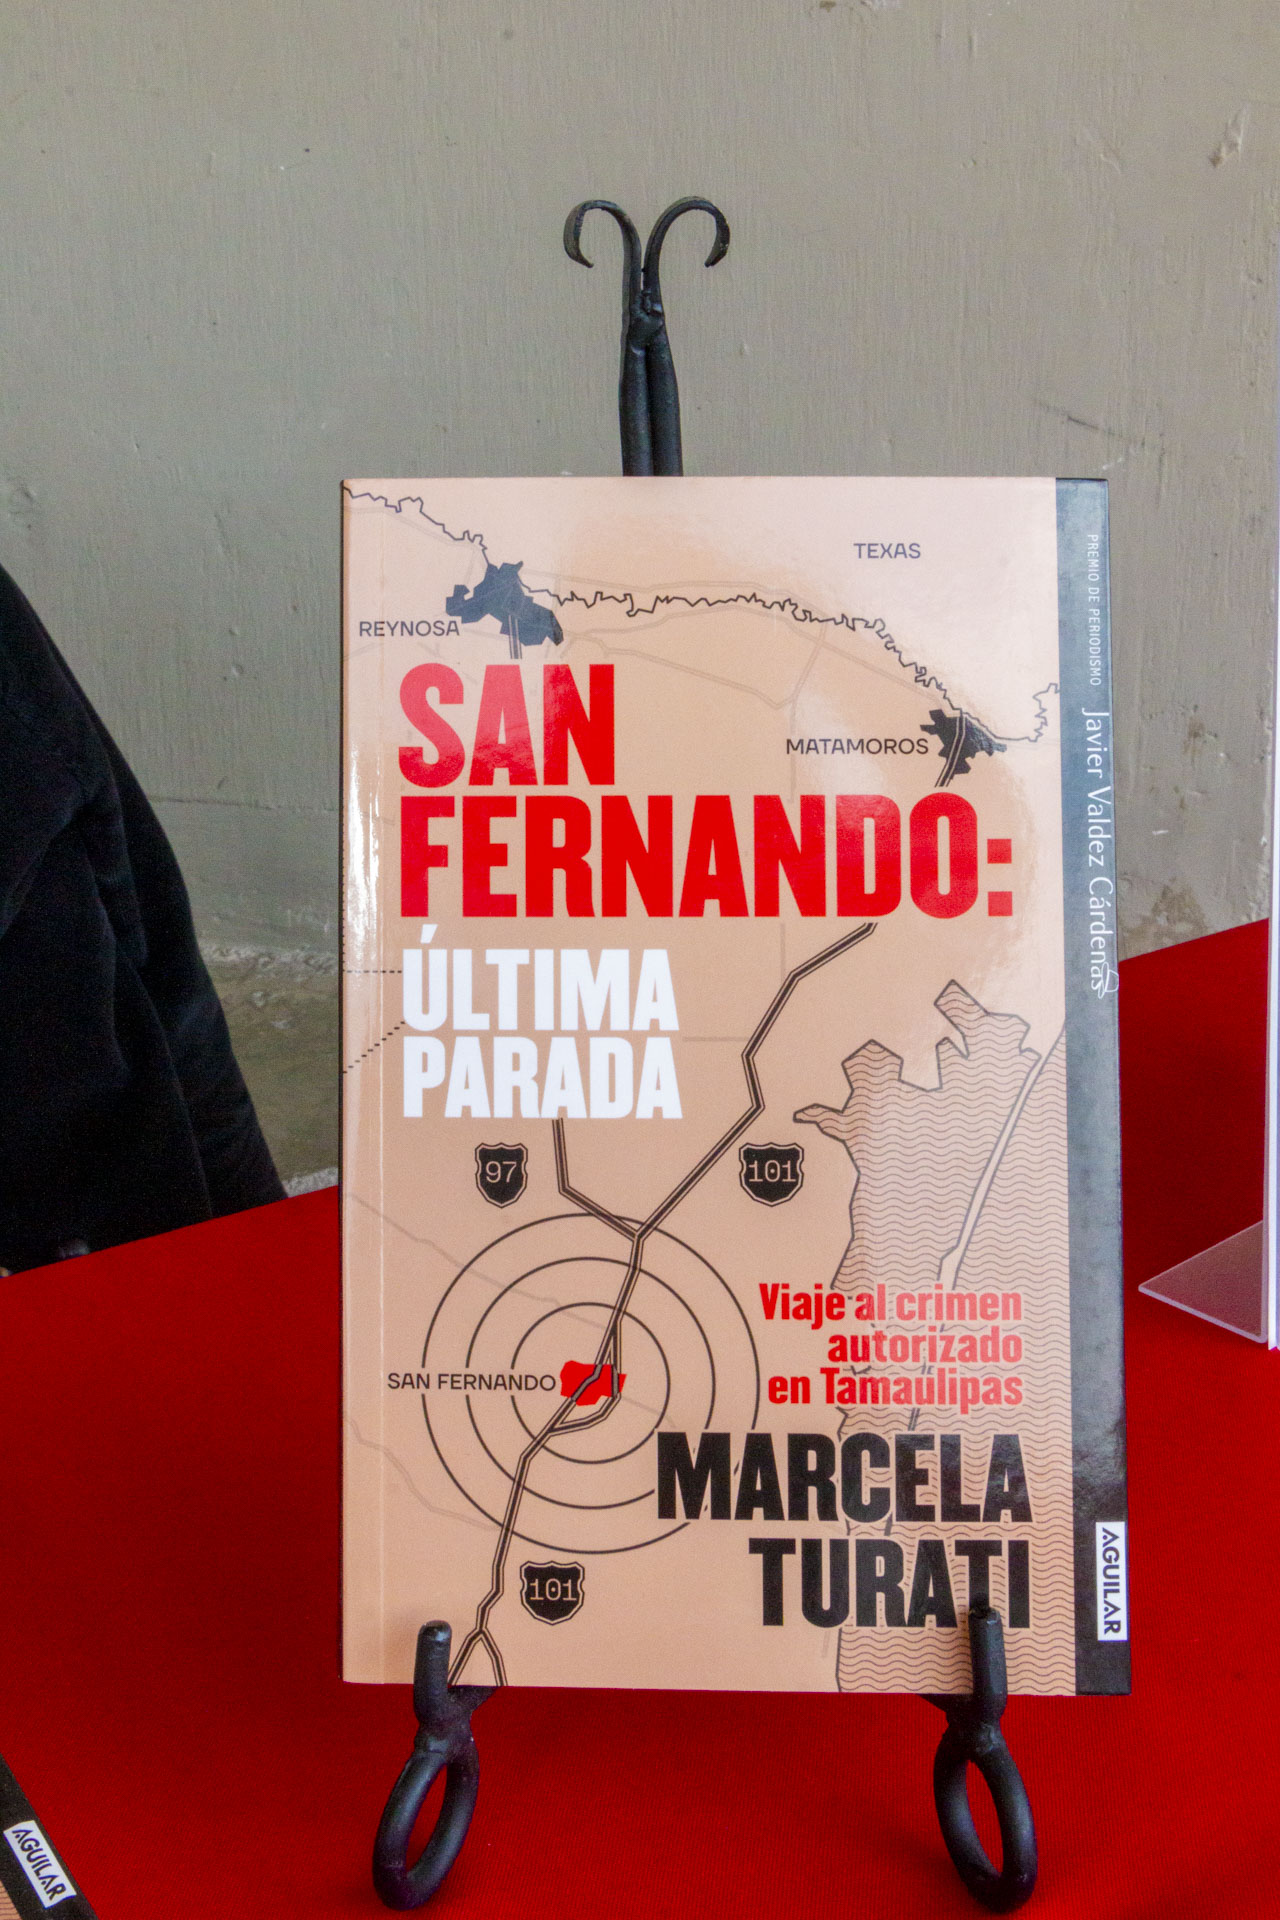 TEXAS
REYNOSA
SAN
MATAMOROS
FERNANDO:
ÚLTIMA
PARADA
97
101
Viaje al crimen
autorizado
en Tamaulipas
SAN FERNANDO
MARCELA
TURATI
101
PREMIO DE PERIODISMO Javier Valdez Cárdenas
AGUILAR
AGUILAR